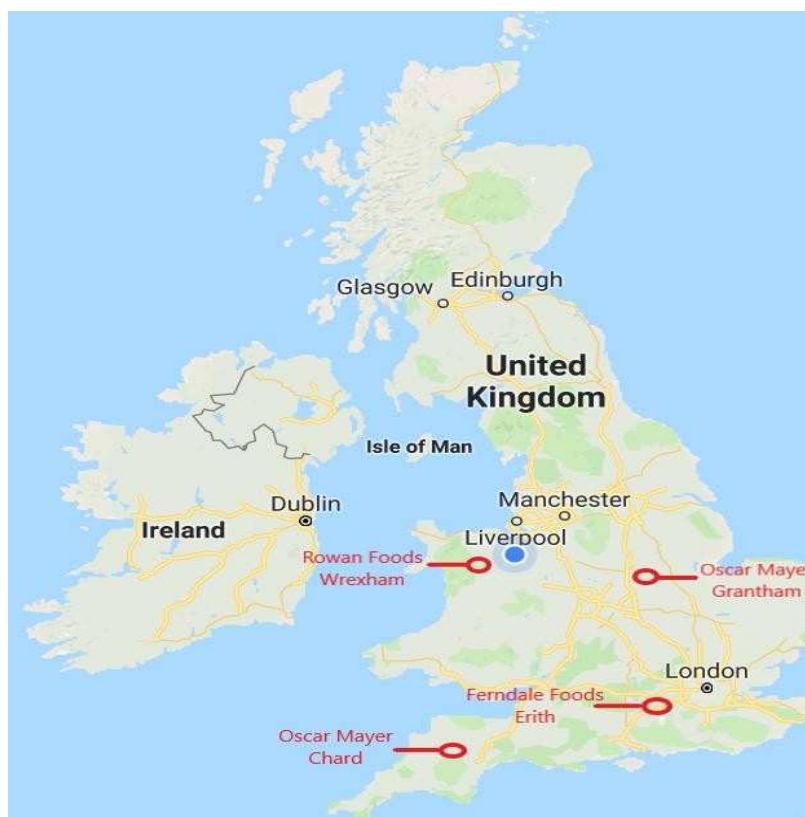 Glasgow
Edinburgh
United
Kingdom
Isle of Man
Manchester
Dublin
Liverpool
Ireland
Rowan Foods
Wrexham
Oscar Maye
Grantham
London
Ferndale Foods
Erith
Oscar Mayer
Chard